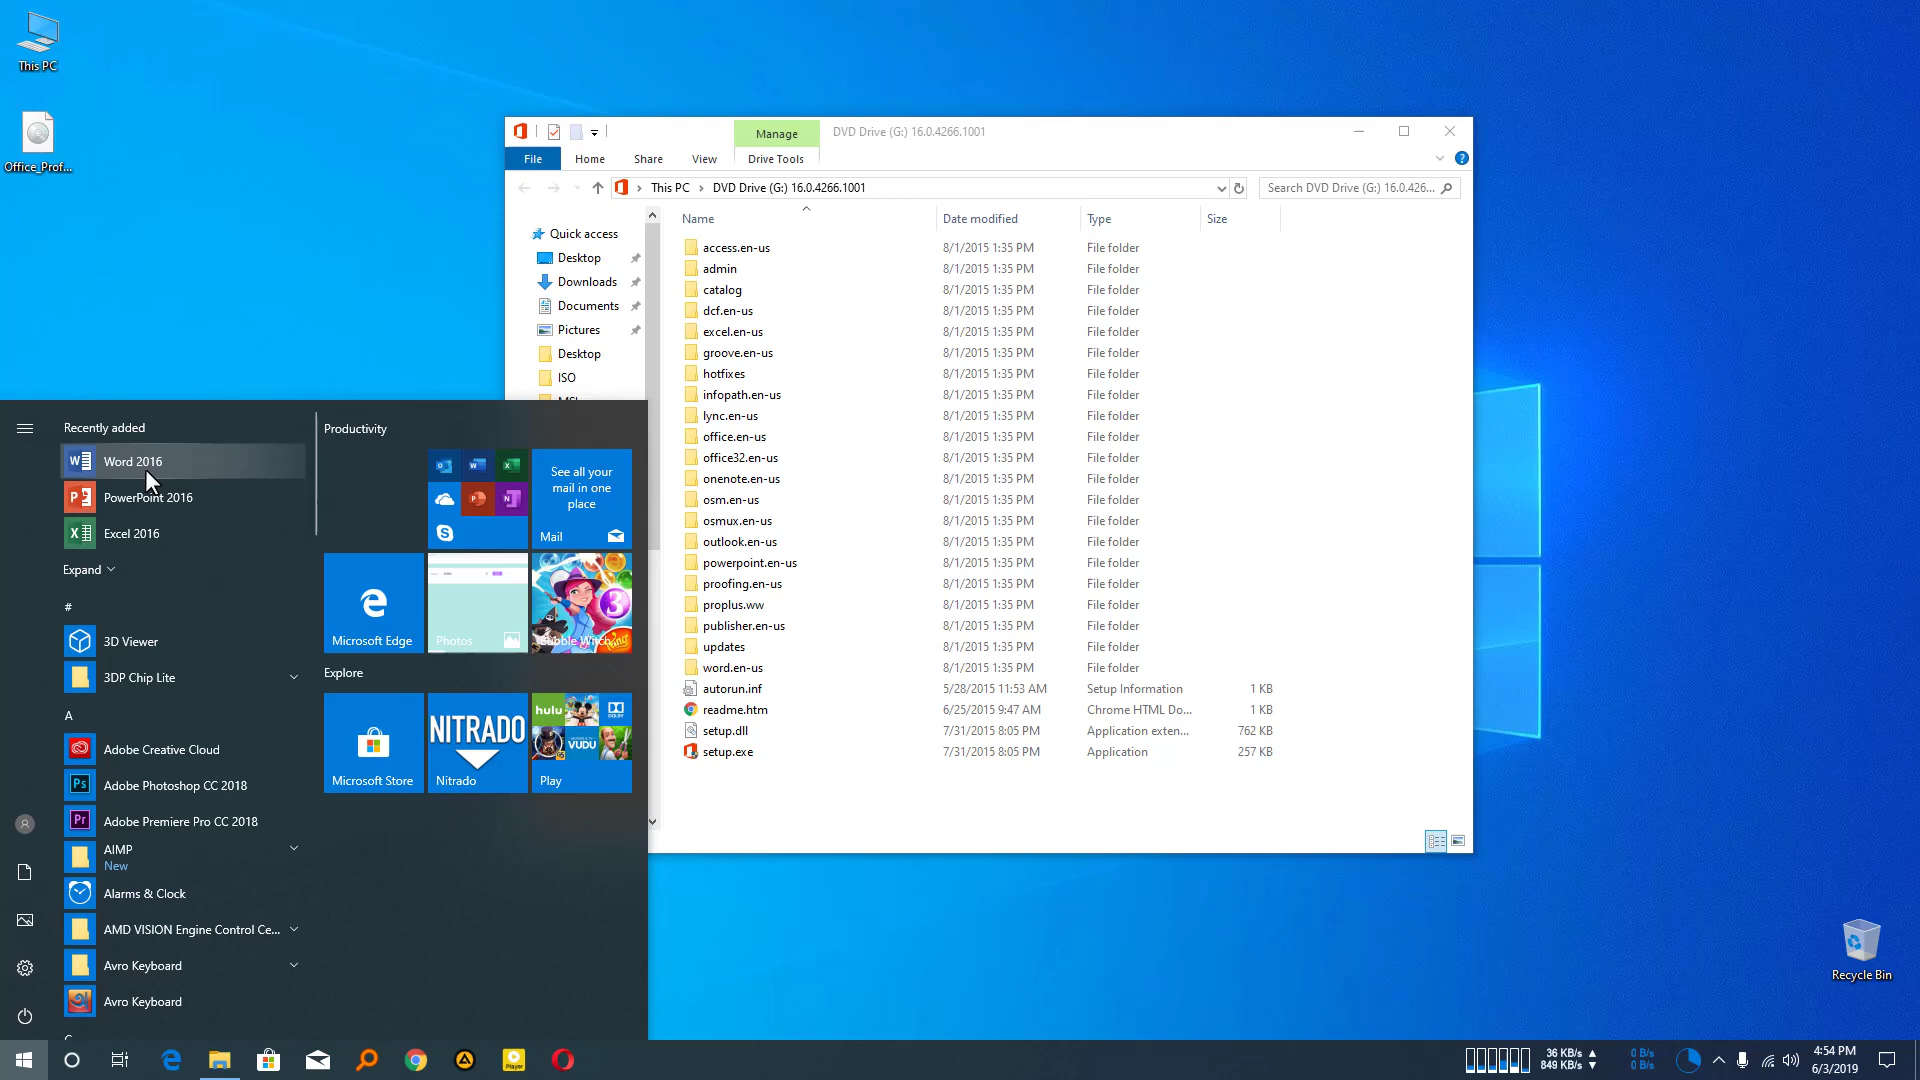 This PC
Office_Prof...
Manage
DVD Drive (G:) 16.0.4266.1001
File
Home
Share
View
Drive Tools
This PC
DVD Drive (G:) 16.0.4266.1001
Search DVD Drive (G:) 16.0.426...
Name
Date modified
Type
Size
Quick access
Desktop
Downloads
Documents
Pictures
Desktop
ISO
access.en-us 8/1/2015 1:35 PM File folder
admin 8/1/2015 1:35 PM File folder
catalog 8/1/2015 1:35 PM File folder
dcf.en-us 8/1/2015 1:35 PM File folder
excel.en-us 8/1/2015 1:35 PM File folder
groove.en-us 8/1/2015 1:35 PM File folder
hotfixes 8/1/2015 1:35 PM File folder
infopath.en-us 8/1/2015 1:35 PM File folder
lync.en-us 8/1/2015 1:35 PM File folder
office.en-us 8/1/2015 1:35 PM File folder
office32.en-us 8/1/2015 1:35 PM File folder
onenote.en-us 8/1/2015 1:35 PM File folder
osm.en-us 8/1/2015 1:35 PM File folder
osmux.en-us 8/1/2015 1:35 PM File folder
outlook.en-us 8/1/2015 1:35 PM File folder
powerpoint.en-us 8/1/2015 1:35 PM File folder
proofing.en-us 8/1/2015 1:35 PM File folder
proplus.ww 8/1/2015 1:35 PM File folder
publisher.en-us 8/1/2015 1:35 PM File folder
updates 8/1/2015 1:35 PM File folder
word.en-us 8/1/2015 1:35 PM File folder
autorun.inf 5/28/2015 11:53 AM Setup Information 1 KB
readme.htm 6/25/2015 9:47 AM Chrome HTML Do... 1 KB
setup.dll 7/31/2015 8:05 PM Application exten... 762 KB
setup.exe 7/31/2015 8:05 PM Application 257 KB
Recently added
Word 2016
PowerPoint 2016
Excel 2016
Expand
#
3D Viewer
3DP Chip Lite
A
Adobe Creative Cloud
Adobe Photoshop CC 2018
Adobe Premiere Pro CC 2018
AIMP
New
Alarms & Clock
AMD VISION Engine Control Ce...
Avro Keyboard
Avro Keyboard
Productivity
See all your
mail in one
place
Mail
Microsoft Edge
Photos
Bubble Witch...
Explore
Microsoft Store
NITRADO
Nitrado
hulu
DOLBY
VUDU
Play
Recycle Bin
Player
36 KB/s
849 KB/s
0 B/s
0 B/s
4:54 PM
6/3/2019